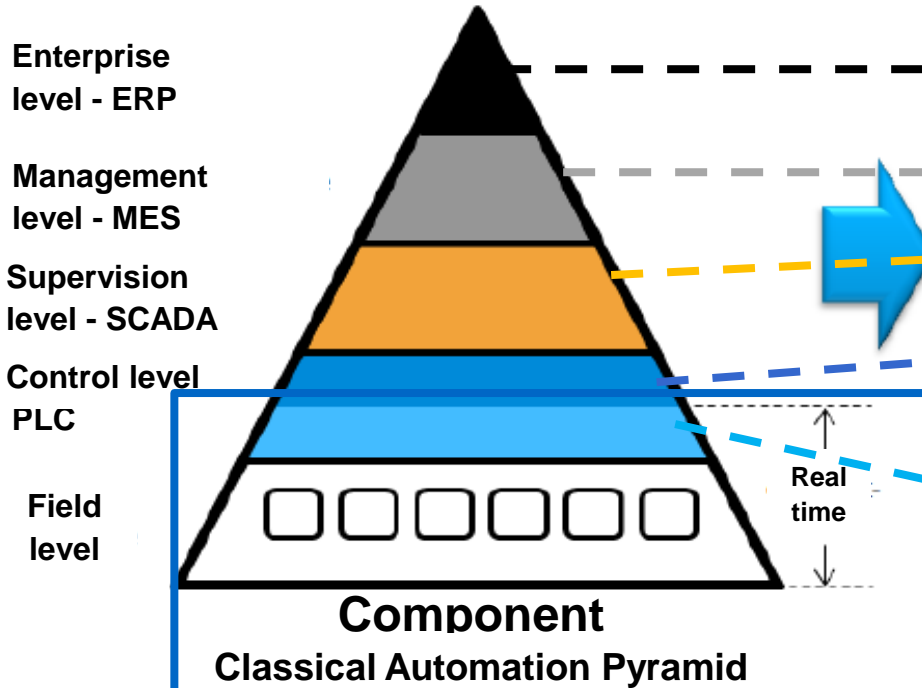 Enterprise
level - ERP
Management
level - MES
Supervision
level - SCADA
Control level
PLC
Real
time
Field
level
Component
Classical Automation Pyramid